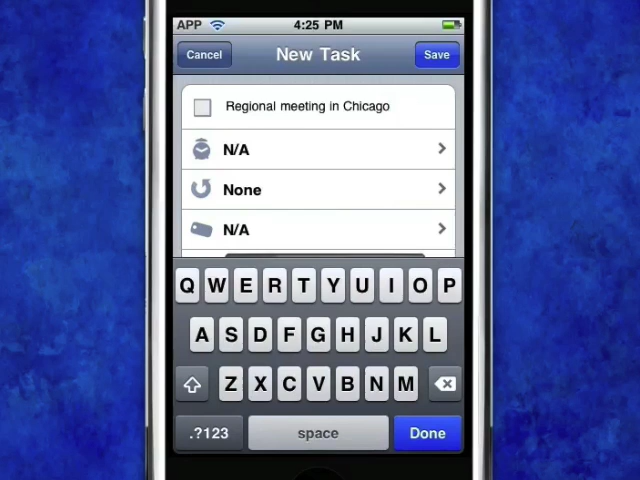 APP 4:25 PM
Cancel New Task Save
Regional meeting in Chicago
N/A
None
N/A
Q W E R T Y U I O P
A S D F G H J K L
Z X C V B N M
.?123 space Done